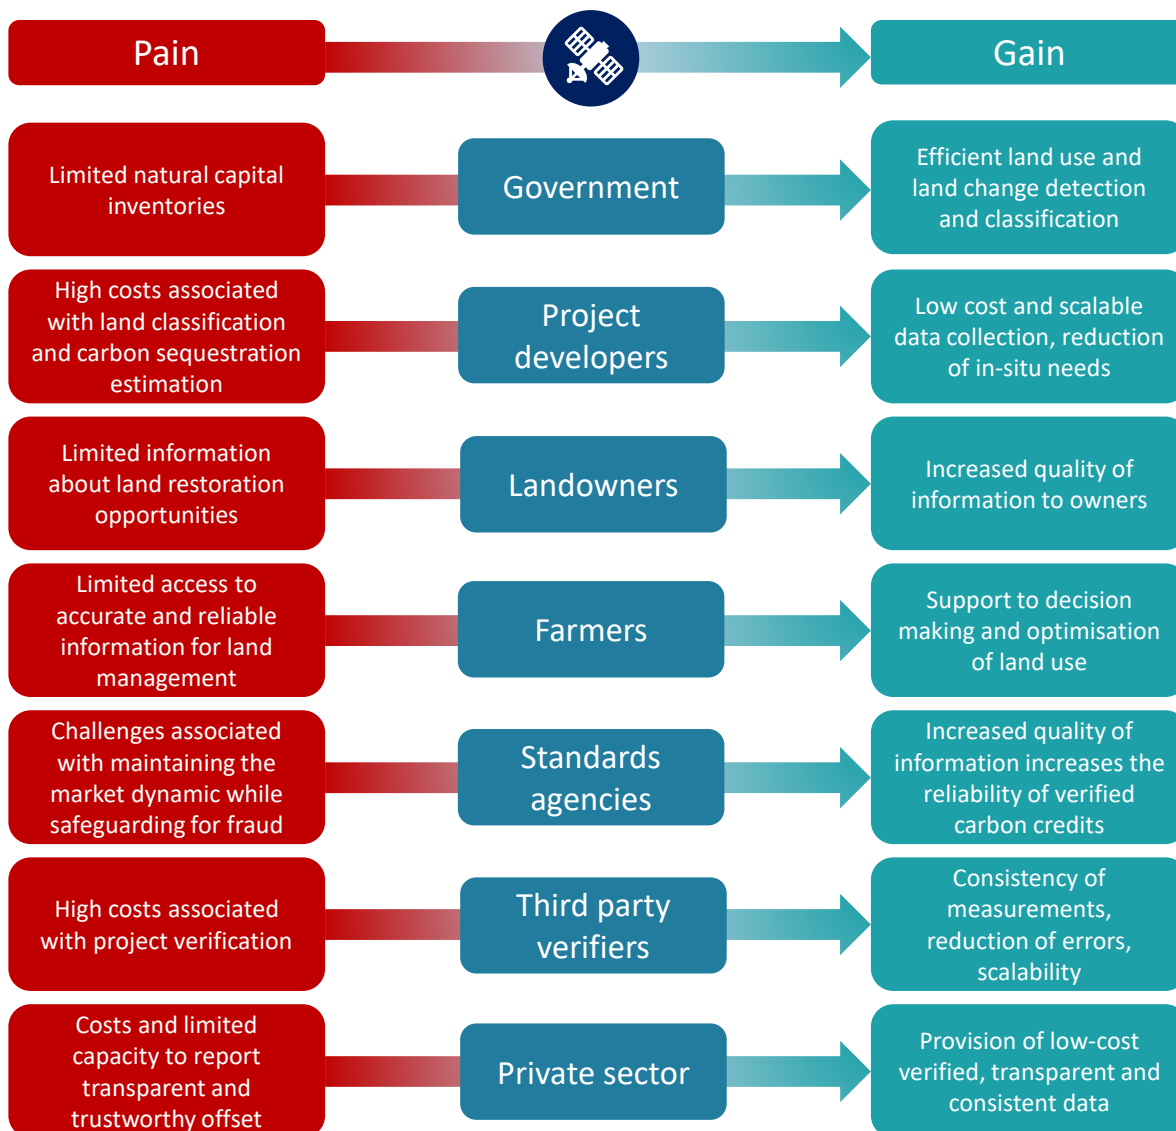 Pain
Gain
Limited natural capital
inventories
Government
Efficient land use and
land change detection
and classification
High costs associated
with land classification
and carbon sequestration
estimation
Project
developers
Low cost and scalable
data collection, reduction
of in-situ needs
Limited information
about land restoration
opportunities
Landowners
Increased quality of
information to owners
Limited access to
accurate and reliable
information for land
management
Farmers
Support to decision
making and optimisation
of land use
Challenges associated
with maintaining the
market dynamic while
safeguarding for fraud
Standards
agencies
Increased quality of
information increases the
reliability of verified
carbon credits
High costs associated
with project verification
Third party
verifiers
Consistency of
measurements,
reduction of errors,
scalability
Costs and limited
capacity to report
transparent and
trustworthy offset
Private sector
Provision of low-cost
verified, transparent and
consistent data